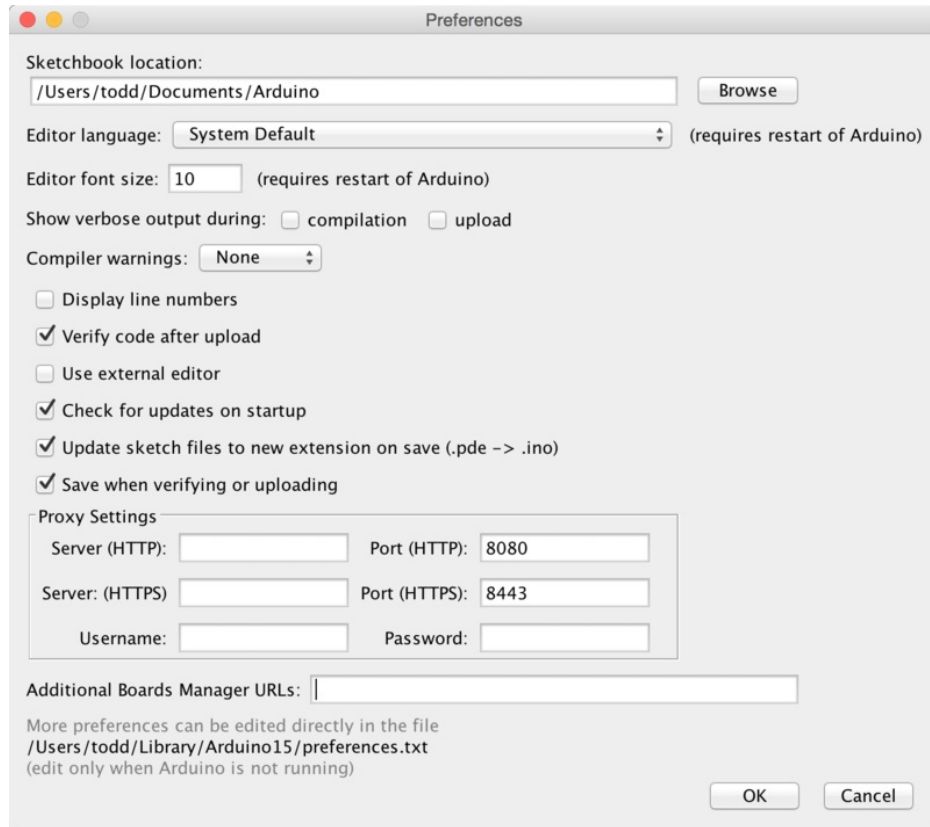 Preferences
Sketchbook location:
/Users/todd/Documents/Arduino Browse
Editor language: System Default (requires restart of Arduino)
Editor font size: 10 (requires restart of Arduino)
Show verbose output during: compilation upload
Compiler warnings: None
Display line numbers
Verify code after upload
Use external editor
Check for updates on startup
Update sketch files to new extension on save (.pde -> .ino)
Save when verifying or uploading
Proxy Settings
Server (HTTP): Port (HTTP): 8080
Server: (HTTPS) Port (HTTPS): 8443
Username: Password:
Additional Boards Manager URLs:
More preferences can be edited directly in the file
/Users/todd/Library/Arduino15/preferences.txt
(edit only when Arduino is not running)
OK Cancel